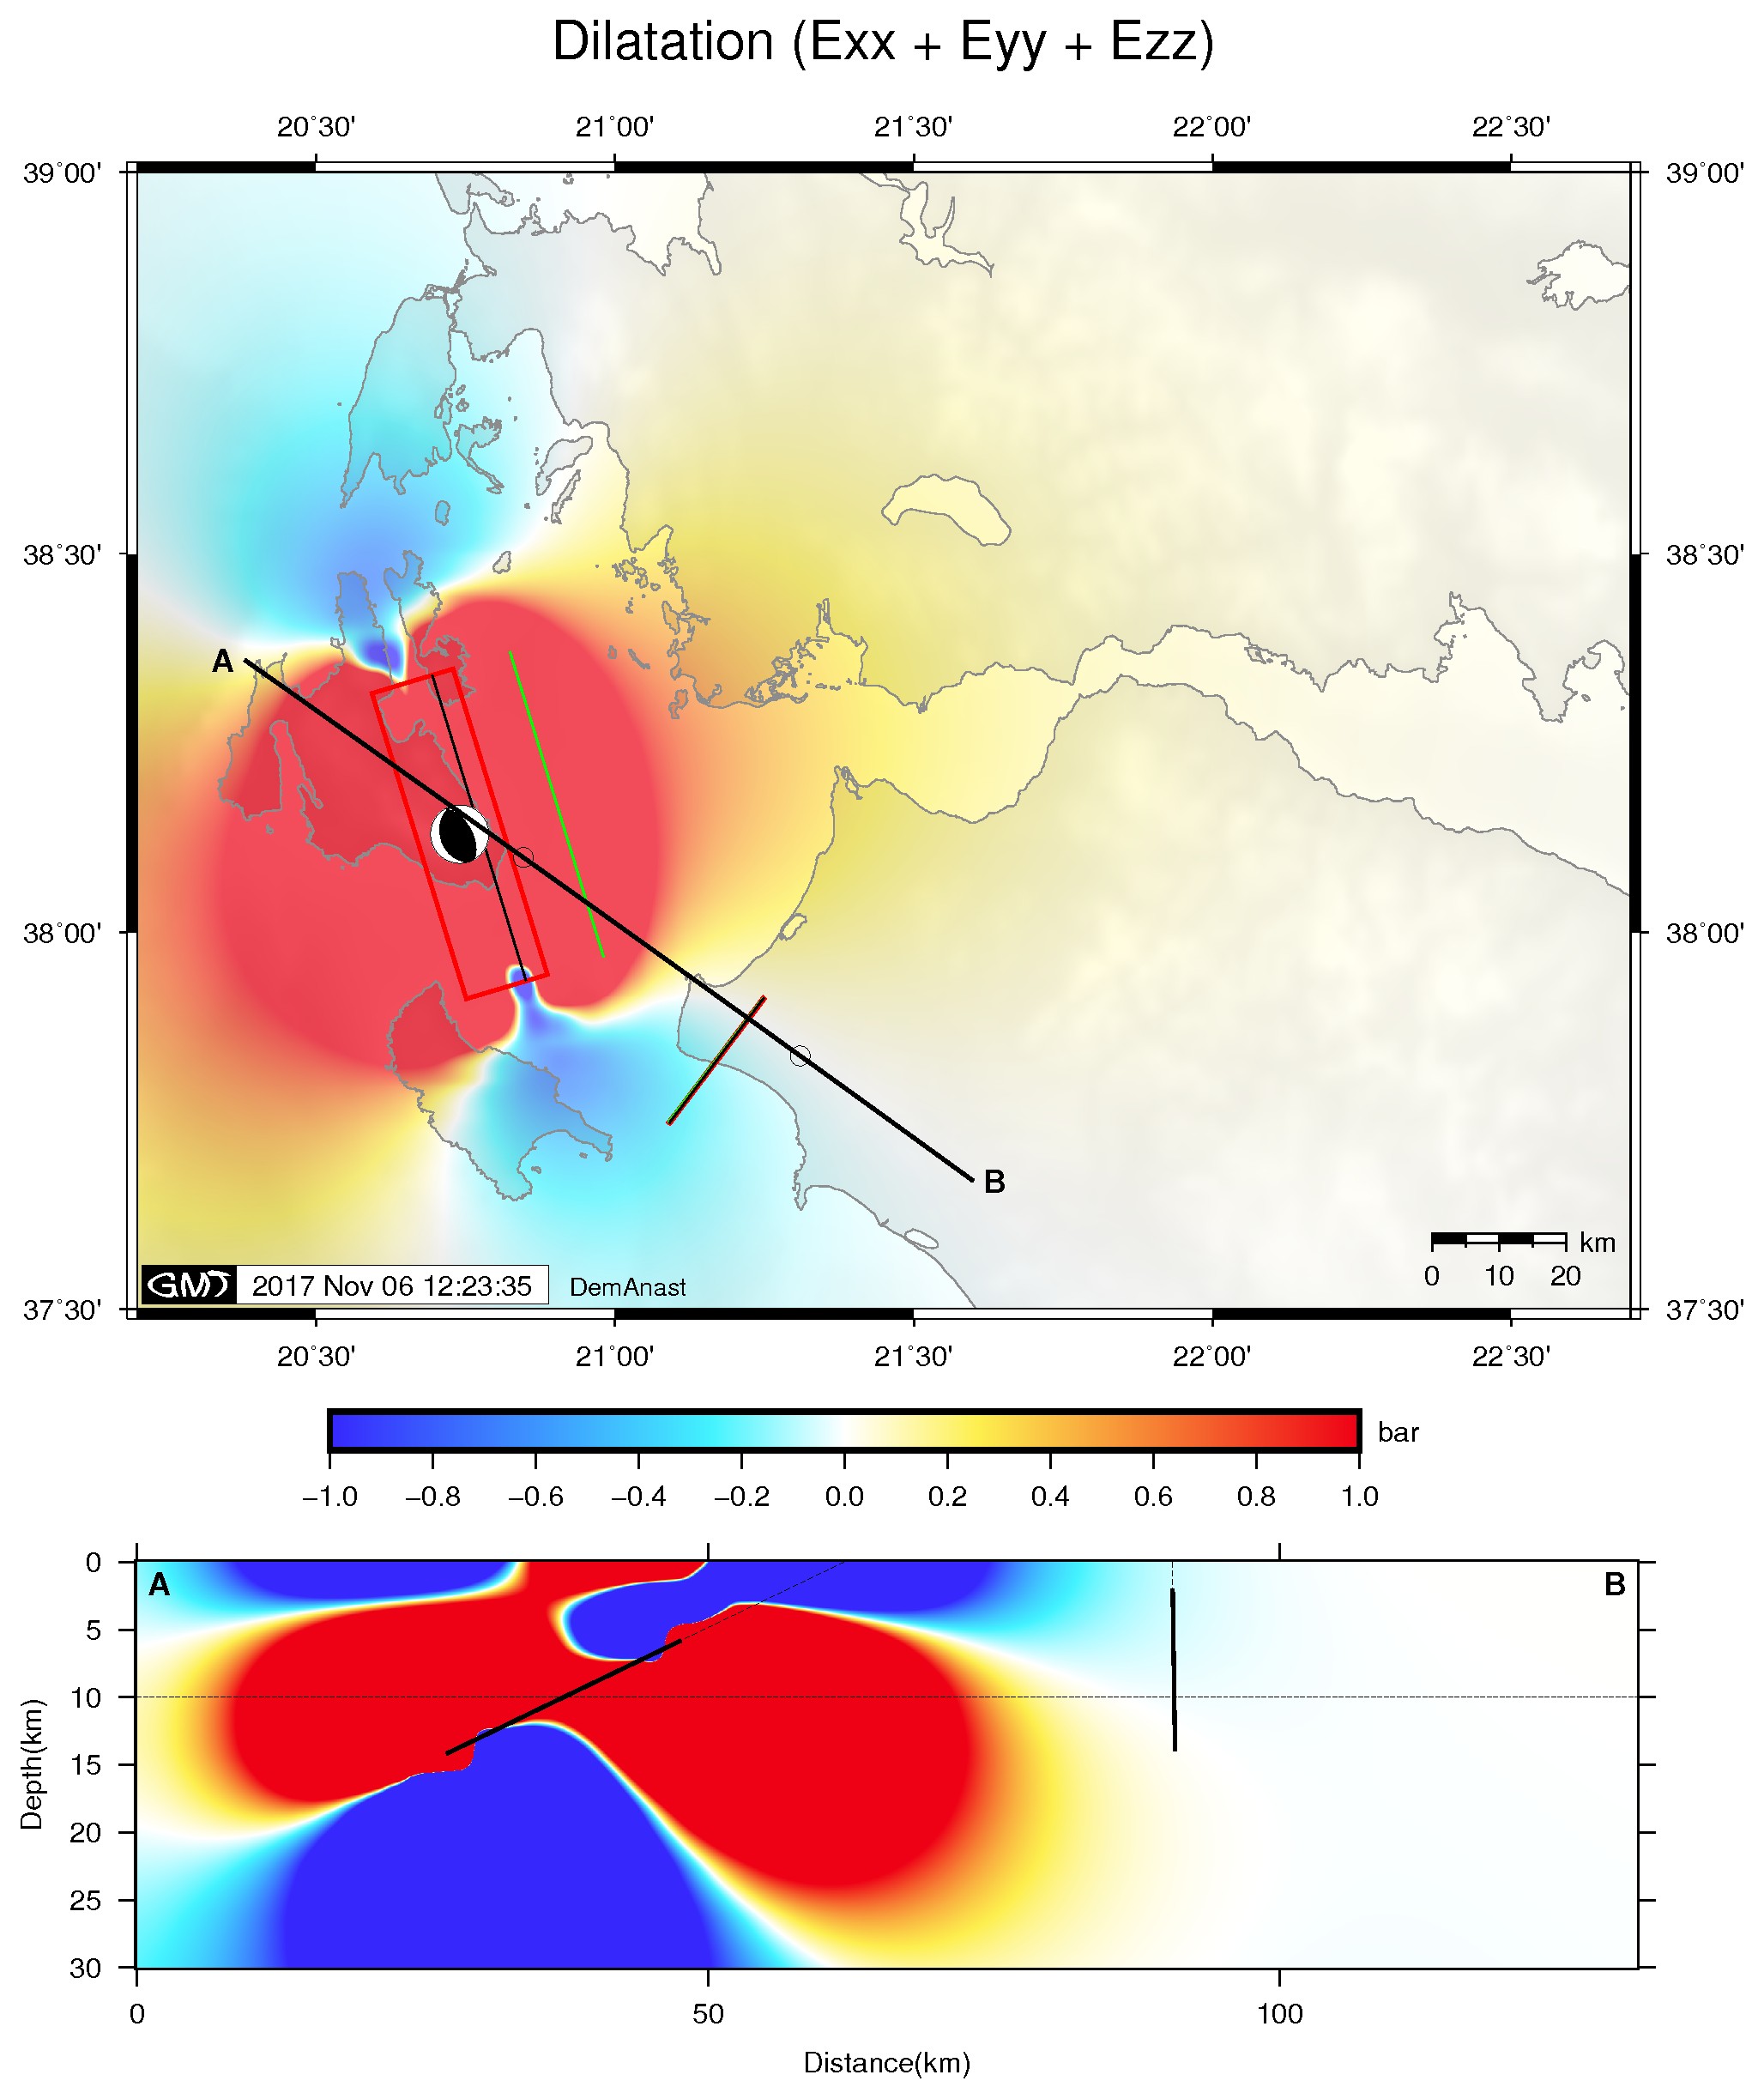 Dilatation (Exx + Eyy + Ezz)
20˚30' 21˚00' 21˚30' 22˚00' 22˚30'
39˚00' 39˚00'
38˚30' 38˚30'
A
38˚00' 38˚00'
B
km
0 10 20
GMT 2017 Nov 06 12:23:35 DemAnast
37˚30' 37˚30'
20˚30' 21˚00' 21˚30' 22˚00' 22˚30'
bar
−1.0 −0.8 −0.6 −0.4 −0.2 0.0 0.2 0.4 0.6 0.8 1.0
0
A B
5
10
15
20
25
30
Depth(km)
0 50 100
Distance(km)